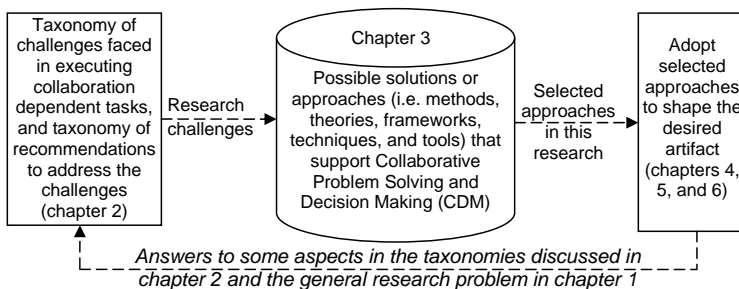 Taxonomy of
challenges faced
in executing
collaboration
dependent tasks,
and taxonomy of
recommendations
to address the
challenges
(chapter 2)
Research
challenges
Chapter 3
Possible solutions or
approaches (i.e. methods,
theories, frameworks,
techniques, and tools) that
support Collaborative
Problem Solving and
Decision Making (CDM)
Selected
approaches
in this
research
Adopt
selected
approaches
to shape the
desired
artifact
(chapters 4,
5, and 6)
Answers to some aspects in the taxonomies discussed in
chapter 2 and the general research problem in chapter 1